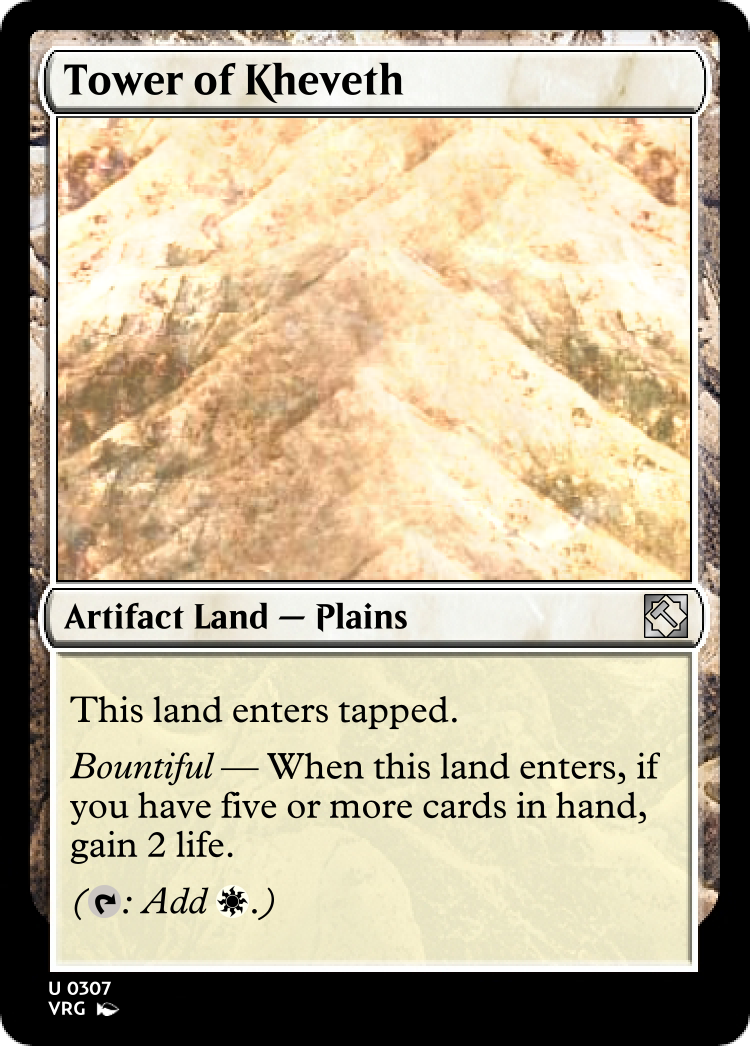 Tower of Kheveth
Artifact Land — Plains
This land enters tapped.
Bountiful — When this land enters, if
you have five or more cards in hand,
gain 2 life.
(: Add .)
U 0307
VRG